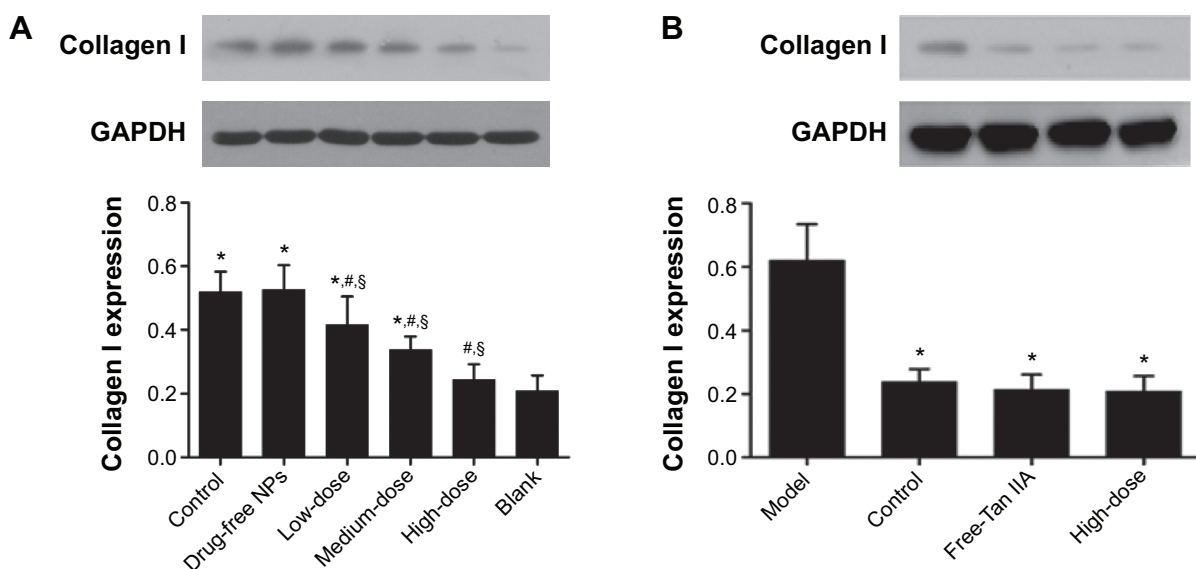 A
Collagen I
GAPDH
Collagen I expression
0.8
0.6
0.4
0.2
0.0
*
*
*,#,§
*,#,§
#,§
Control
Drug-free NPs
Low-dose
Medium-dose
High-dose
Blank
B
Collagen I
GAPDH
Collagen I expression
0.8
0.6
0.4
0.2
0.0
*
*
*
Model
Control
Free-Tan IIA
High-dose